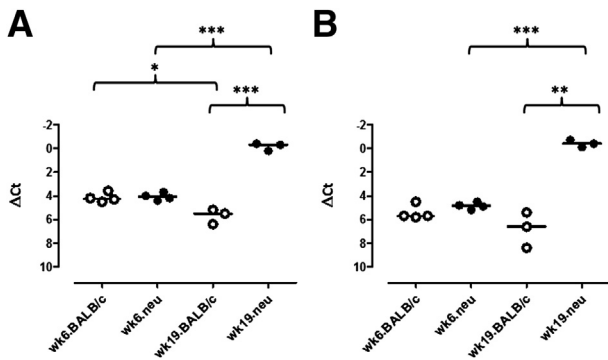 A
B
***
***
*
***
**
-2
0
2
4
6
8
10
ΔCt
wk6.BALB/c
wk6.neu
wk19.BALB/c
wk19.neu
-2
0
2
4
6
8
10
ΔCt
wk6.BALB/c
wk6.neu
wk19.BALB/c
wk19.neu